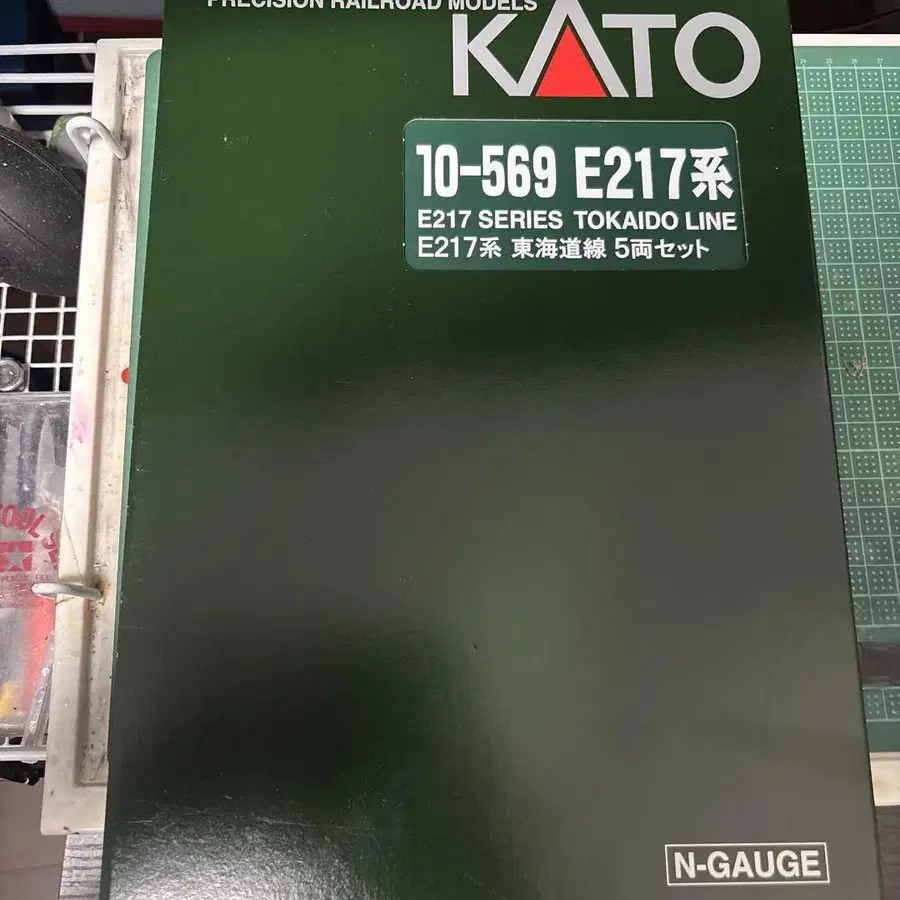 PRECISION RAILROAD MODELS
KATO
10-569 E217系
E217 SERIES TOKAIDO LINE
E217系 東海道線 5両セット
N-GAUGE